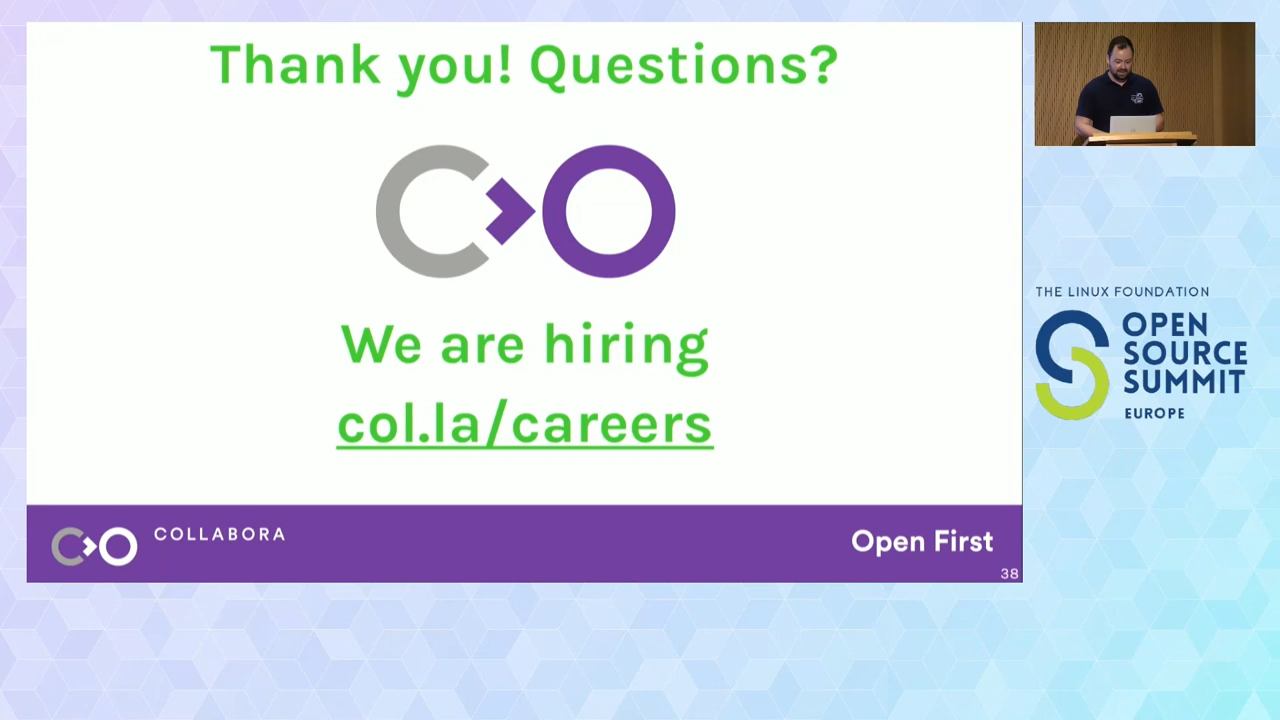 Thank you! Questions?
We are hiring
col.la/careers
COLLABORA
Open First
38
THE LINUX FOUNDATION
OPEN
SOURCE
SUMMIT
EUROPE